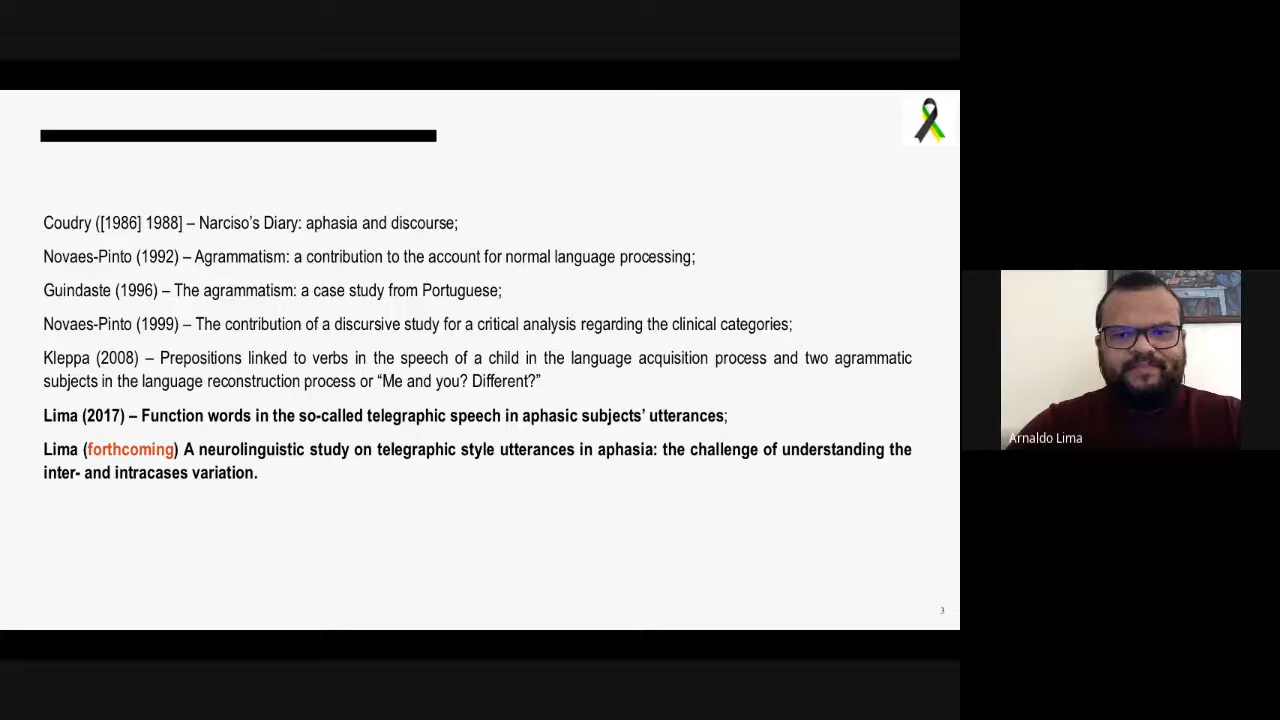 Coudry ([1986] 1988] – Narciso’s Diary: aphasia and discourse;
Novaes-Pinto (1992) – Agrammatism: a contribution to the account for normal language processing;
Guindaste (1996) – The agrammatism: a case study from Portuguese;
Novaes-Pinto (1999) – The contribution of a discursive study for a critical analysis regarding the clinical categories;
Kleppa (2008) – Prepositions linked to verbs in the speech of a child in the language acquisition process and two agrammatic
subjects in the language reconstruction process or “Me and you? Different?”
Lima (2017) – Function words in the so-called telegraphic speech in aphasic subjects’ utterances;
Lima (forthcoming) A neurolinguistic study on telegraphic style utterances in aphasia: the challenge of understanding the
inter- and intracases variation.
3
Arnaldo Lima